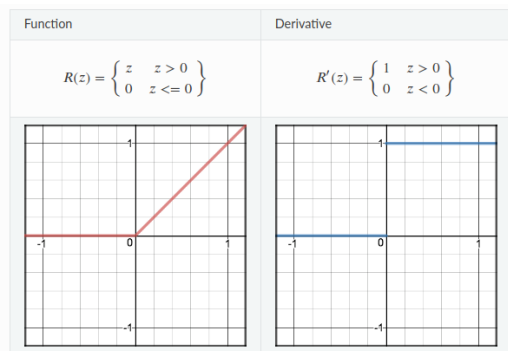 Function
Derivative
R(z) = { z z > 0
0 z <= 0 }
R′(z) = { 1 z > 0
0 z < 0 }
1
-1 0 1
-1
1
-1 0 1
-1